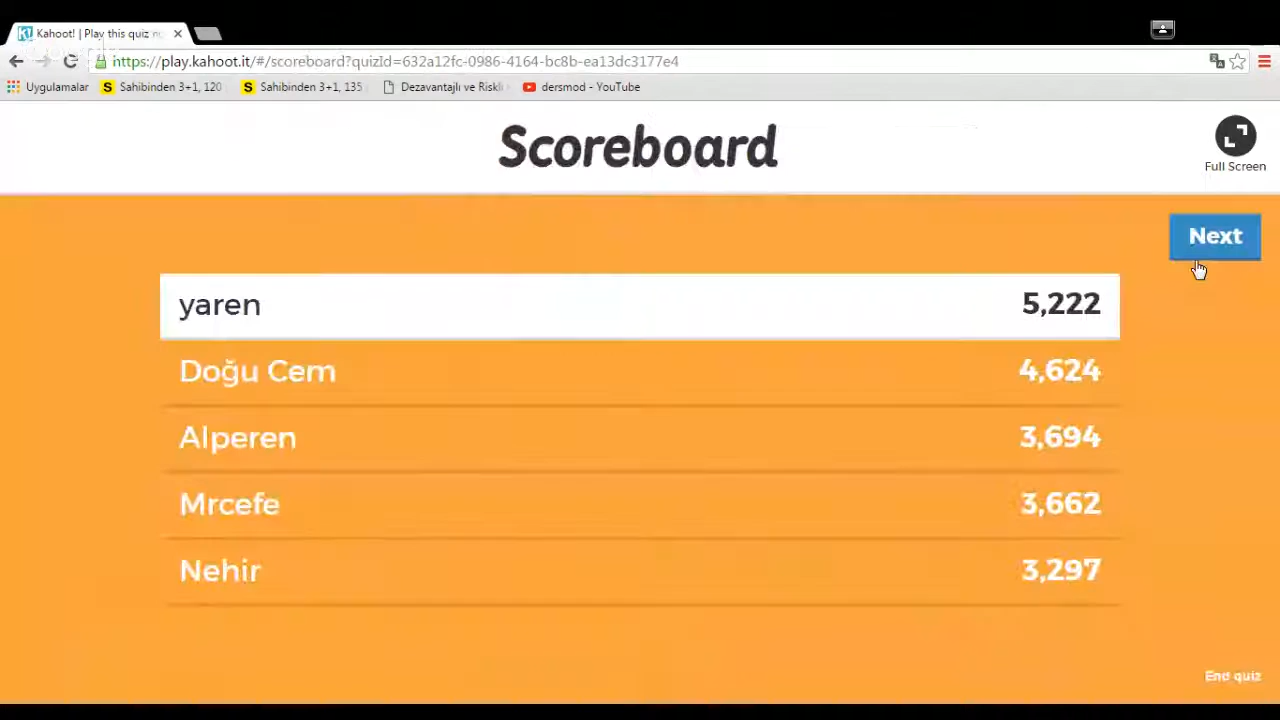 Kahoot! | Play this quiz no
https://play.kahoot.it/#/scoreboard?quizId=632a12fc-0986-4164-bc8b-ea13dc3177e4
Uygulamalar Sahibinden 3+1, 120 Sahibinden 3+1, 135 Dezavantajlı ve Riskli dersmod - YouTube
Scoreboard
Full Screen
Next
yaren 5,222
Doğu Cem 4,624
Alperen 3,694
Mrcefe 3,662
Nehir 3,297
End quiz